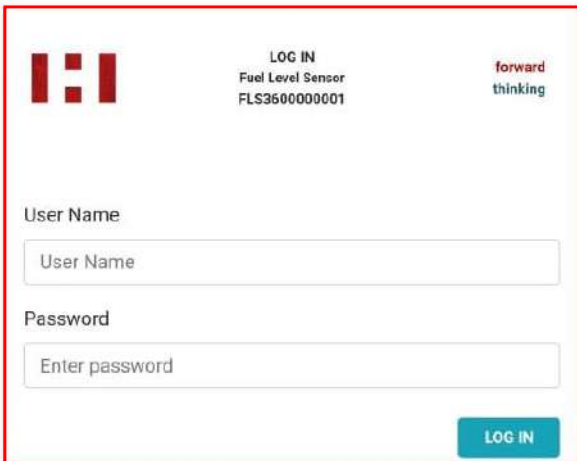 LOG IN
Fuel Level Sensor
FLS3600000001
forward
thinking
User Name
User Name
Password
Enter password
LOG IN